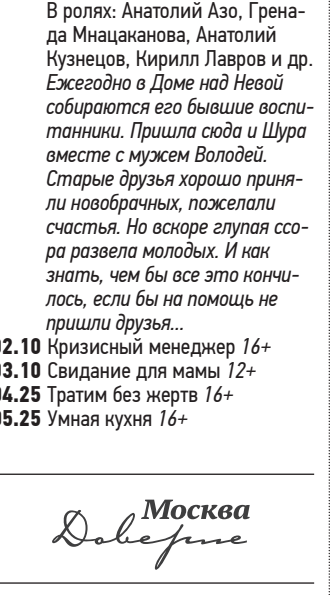 В ролях: Анатолий Азо, Грена-
да Мнацаканова, Анатолий
Кузнецов, Кирилл Лавров и др.
Ежегодно в Доме над Невой
собираются его бывшие воспи-
танники. Пришла сюда и Шура
вместе с мужем Володей.
Старые друзья хорошо приня-
ли новобрачных, пожелали
счастья. Но вскоре глупая ссо-
ра развела молодых. И как
знать, чем бы все это кончи-
лось, если бы на помощь не
пришли друзья...
02.10 Кризисный менеджер 16+
03.10 Свидание для мамы 12+
04.25 Тратим без жертв 16+
05.25 Умная кухня 16+
Москва
Доверие